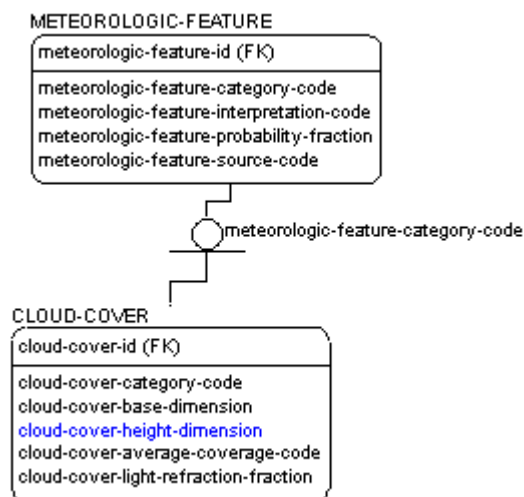 METEOROLOGIC-FEATURE
meteorologic-feature-id (FK)
meteorologic-feature-category-code
meteorologic-feature-interpretation-code
meteorologic-feature-probability-fraction
meteorologic-feature-source-code
meteorologic-feature-category-code
CLOUD-COVER
cloud-cover-id (FK)
cloud-cover-category-code
cloud-cover-base-dimension
cloud-cover-height-dimension
cloud-cover-average-coverage-code
cloud-cover-light-refraction-fraction